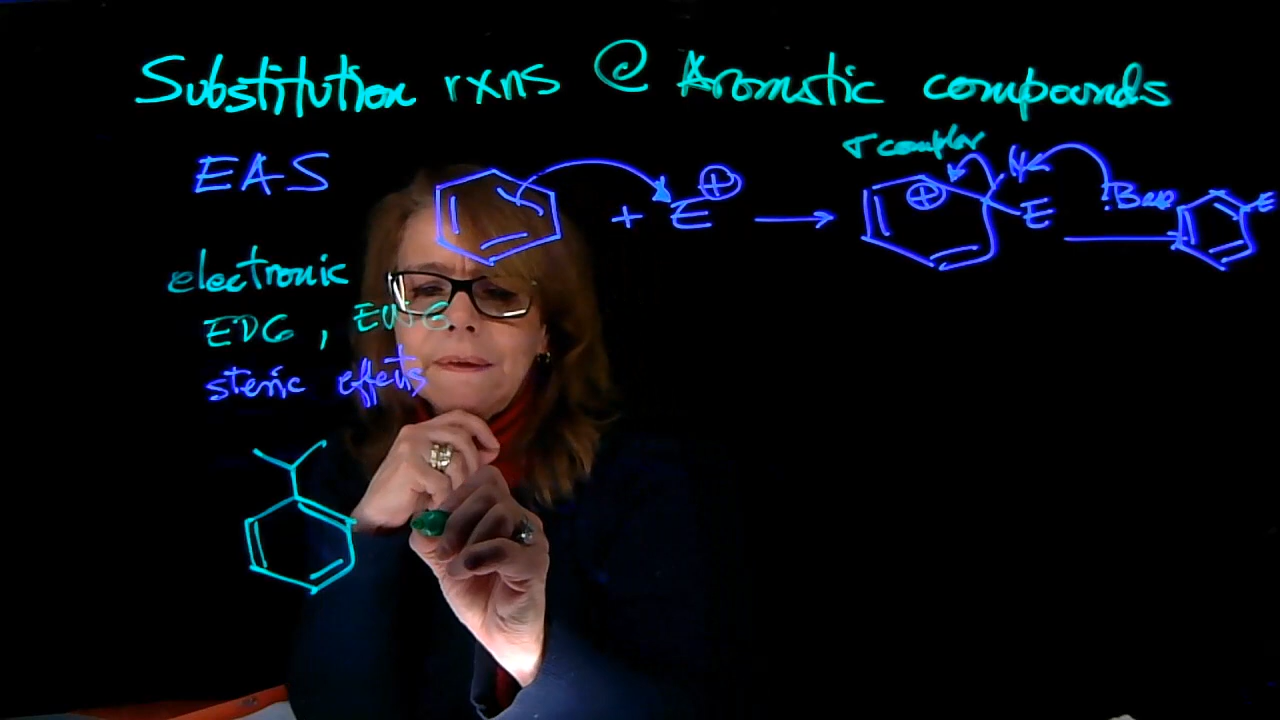 Substitution rxns @ Aromatic compounds
EAS
+ E ⊕
σ complex
⊕
H
E
:Base
E
electronic
EDG, EWG
steric effects